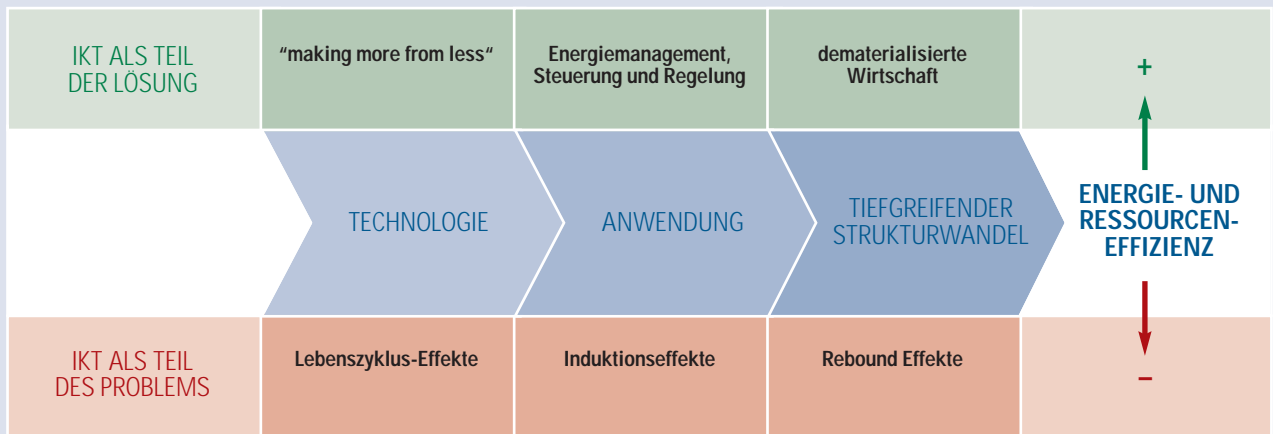 IKT ALS TEIL
DER LÖSUNG
“making more from less“
Energiemanagement,
Steuerung und Regelung
dematerialisierte
Wirtschaft
+
TECHNOLOGIE
ANWENDUNG
TIEFGREIFENDER
STRUKTURWANDEL
ENERGIE- UND
RESSOURCEN-
EFFIZIENZ
IKT ALS TEIL
DES PROBLEMS
Lebenszyklus-Effekte
Induktionseffekte
Rebound Effekte
–